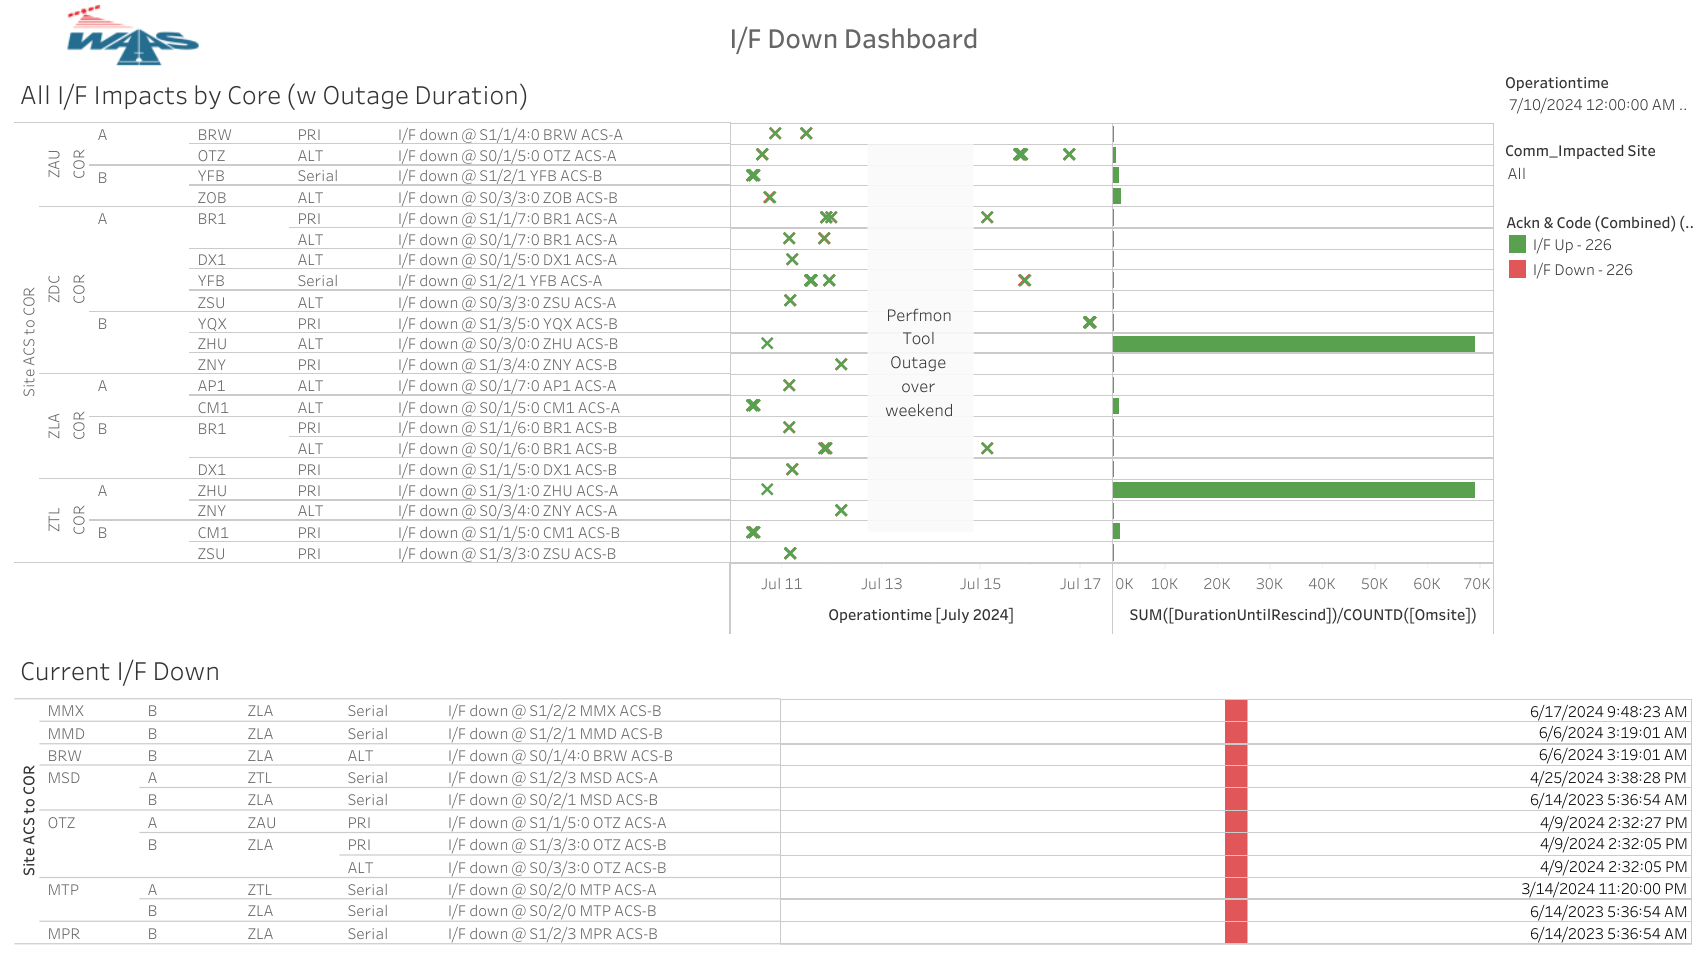 WAAS
I/F Down Dashboard
All I/F Impacts by Core (w Outage Duration)
Operationtime
7/10/2024 12:00:00 AM ..
Comm_Impacted Site
All
Ackn & Code (Combined) (..
I/F Up - 226
I/F Down - 226
Site ACS to COR
ZAU COR
A BRW PRI I/F down @ S1/1/4:0 BRW ACS-A
OTZ ALT I/F down @ S0/1/5:0 OTZ ACS-A
B YFB Serial I/F down @ S1/2/1 YFB ACS-B
ZOB ALT I/F down @ S0/3/3:0 ZOB ACS-B
ZDC COR
A BR1 PRI I/F down @ S1/1/7:0 BR1 ACS-A
ALT I/F down @ S0/1/7:0 BR1 ACS-A
DX1 ALT I/F down @ S0/1/5:0 DX1 ACS-A
YFB Serial I/F down @ S1/2/1 YFB ACS-A
ZSU ALT I/F down @ S0/3/3:0 ZSU ACS-A
B YQX PRI I/F down @ S1/3/5:0 YQX ACS-B
ZHU ALT I/F down @ S0/3/0:0 ZHU ACS-B
ZNY PRI I/F down @ S1/3/4:0 ZNY ACS-B
ZLA COR
A AP1 ALT I/F down @ S0/1/7:0 AP1 ACS-A
CM1 ALT I/F down @ S0/1/5:0 CM1 ACS-A
B BR1 PRI I/F down @ S1/1/6:0 BR1 ACS-B
ALT I/F down @ S0/1/6:0 BR1 ACS-B
DX1 PRI I/F down @ S1/1/5:0 DX1 ACS-B
ZTL COR
A ZHU PRI I/F down @ S1/3/1:0 ZHU ACS-A
ZNY ALT I/F down @ S0/3/4:0 ZNY ACS-A
B CM1 PRI I/F down @ S1/1/5:0 CM1 ACS-B
ZSU PRI I/F down @ S1/3/3:0 ZSU ACS-B
Perfmon
Tool
Outage
over
weekend
Jul 11 Jul 13 Jul 15 Jul 17 0K 10K 20K 30K 40K 50K 60K 70K
Operationtime [July 2024] SUM([DurationUntilRescind])/COUNTD([Omsite])
Current I/F Down
Site ACS to COR
MMX B ZLA Serial I/F down @ S1/2/2 MMX ACS-B 6/17/2024 9:48:23 AM
MMD B ZLA Serial I/F down @ S1/2/1 MMD ACS-B 6/6/2024 3:19:01 AM
BRW B ZLA ALT I/F down @ S0/1/4:0 BRW ACS-B 6/6/2024 3:19:01 AM
MSD A ZTL Serial I/F down @ S1/2/3 MSD ACS-A 4/25/2024 3:38:28 PM
B ZLA Serial I/F down @ S0/2/1 MSD ACS-B 6/14/2023 5:36:54 AM
OTZ A ZAU PRI I/F down @ S1/1/5:0 OTZ ACS-A 4/9/2024 2:32:27 PM
B ZLA PRI I/F down @ S1/3/3:0 OTZ ACS-B 4/9/2024 2:32:05 PM
ALT I/F down @ S0/3/3:0 OTZ ACS-B 4/9/2024 2:32:05 PM
MTP A ZTL Serial I/F down @ S0/2/0 MTP ACS-A 3/14/2024 11:20:00 PM
B ZLA Serial I/F down @ S0/2/0 MTP ACS-B 6/14/2023 5:36:54 AM
MPR B ZLA Serial I/F down @ S1/2/3 MPR ACS-B 6/14/2023 5:36:54 AM